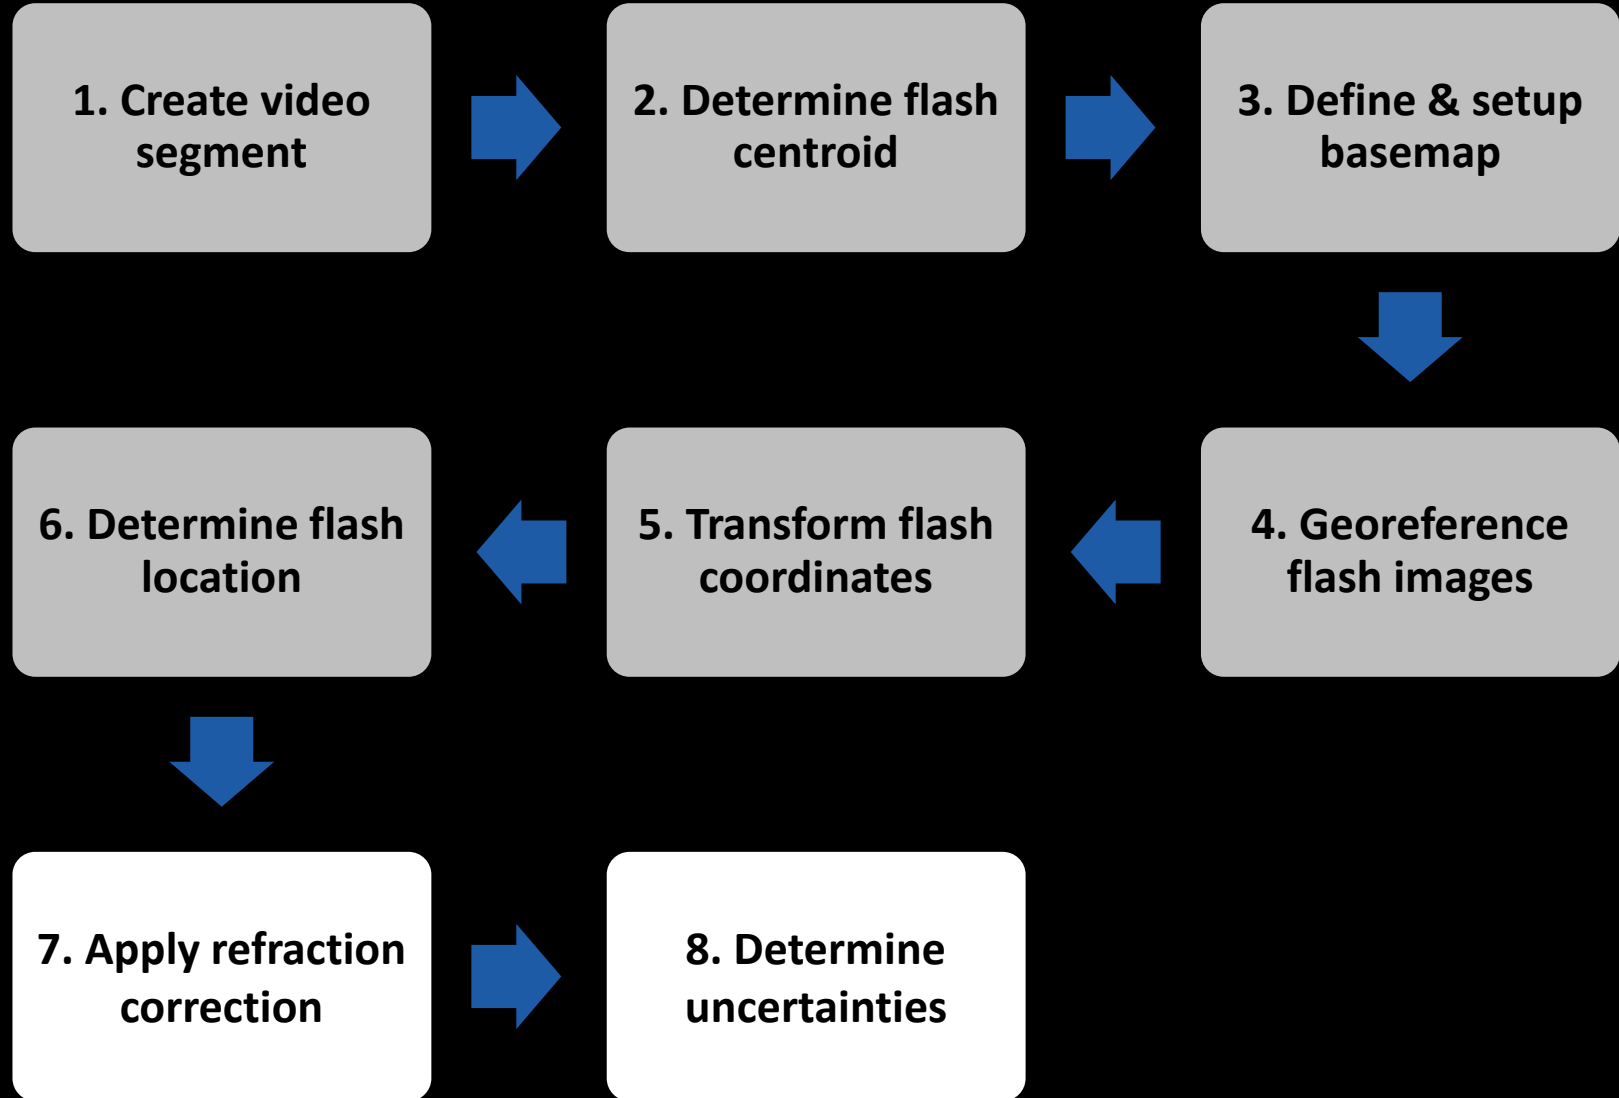 1. Create video
segment
2. Determine flash
centroid
3. Define & setup
basemap
4. Georeference
flash images
5. Transform flash
coordinates
6. Determine flash
location
7. Apply refraction
correction
8. Determine
uncertainties